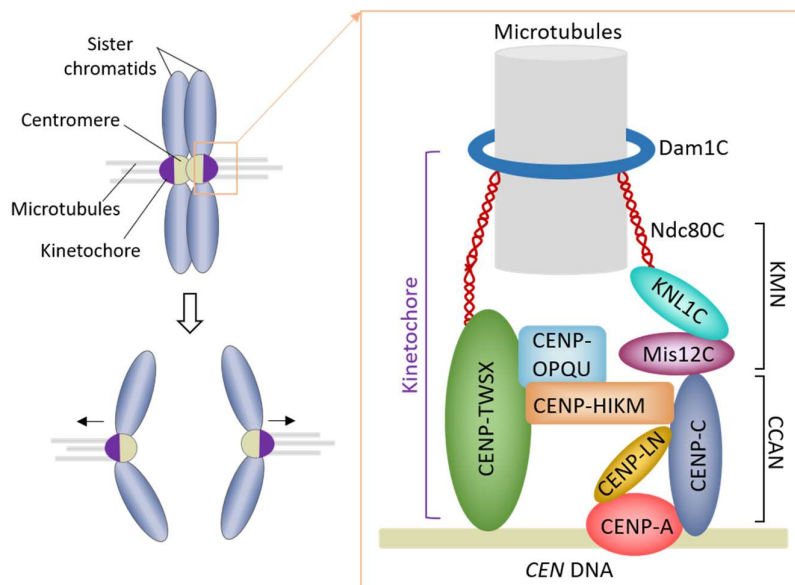 Sister
chromatids
Centromere
Microtubules
Kinetochore
Microtubules
Dam1C
Ndc80C
KNL1C
Mis12C
KMN
Kinetochore
CENP-TWSX
CENP-
OPQU
CENP-HIKM
CENP-LN
CENP-C
CENP-A
CCAN
CEN DNA